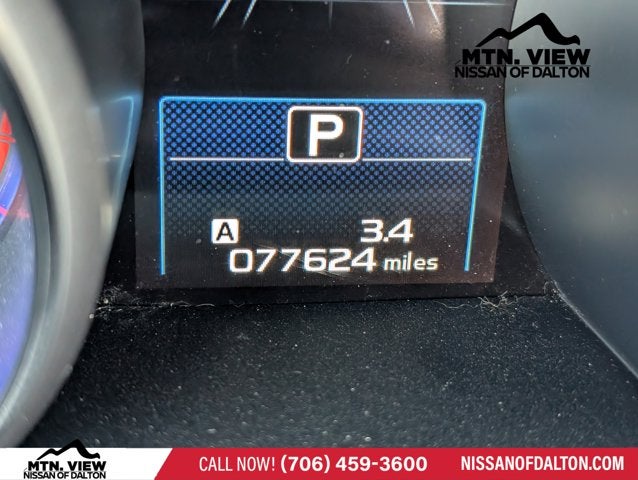 MTN. VIEW
NISSAN OF DALTON
P
A 3.4
077624 miles
MTN. VIEW
NISSAN OF DALTON
CALL NOW! (706) 459-3600
NISSANOFDALTON.COM